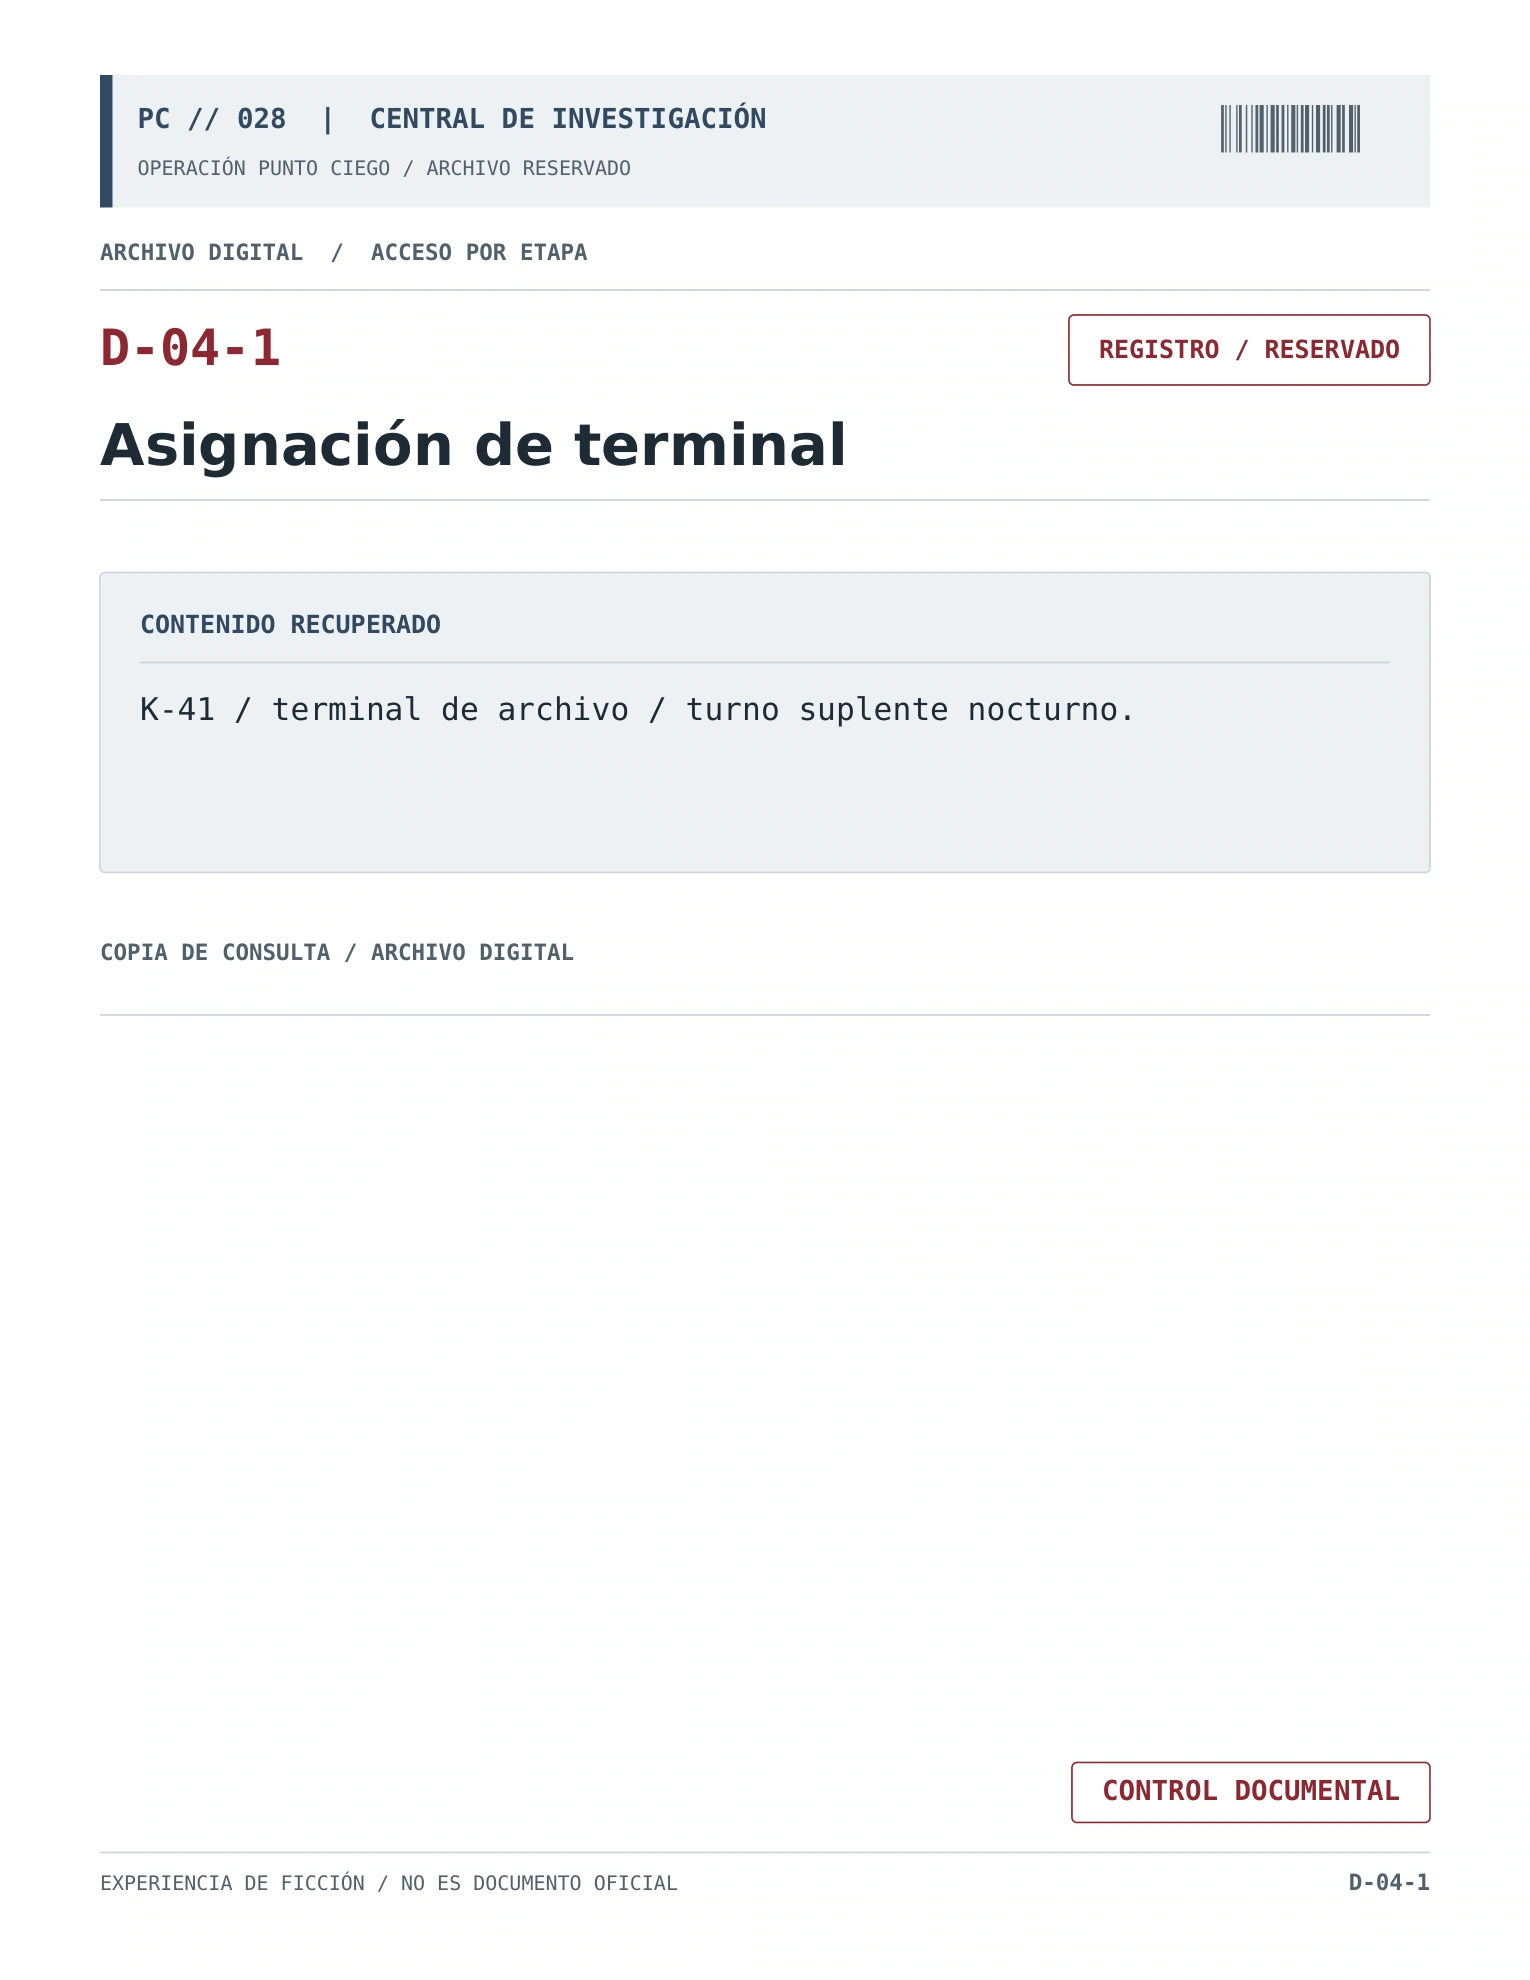 PC // 028 | CENTRAL DE INVESTIGACIÓN
OPERACIÓN PUNTO CIEGO / ARCHIVO RESERVADO
ARCHIVO DIGITAL / ACCESO POR ETAPA
D-04-1
REGISTRO / RESERVADO
Asignación de terminal
CONTENIDO RECUPERADO
K-41 / terminal de archivo / turno suplente nocturno.
COPIA DE CONSULTA / ARCHIVO DIGITAL
CONTROL DOCUMENTAL
EXPERIENCIA DE FICCIÓN / NO ES DOCUMENTO OFICIAL
D-04-1